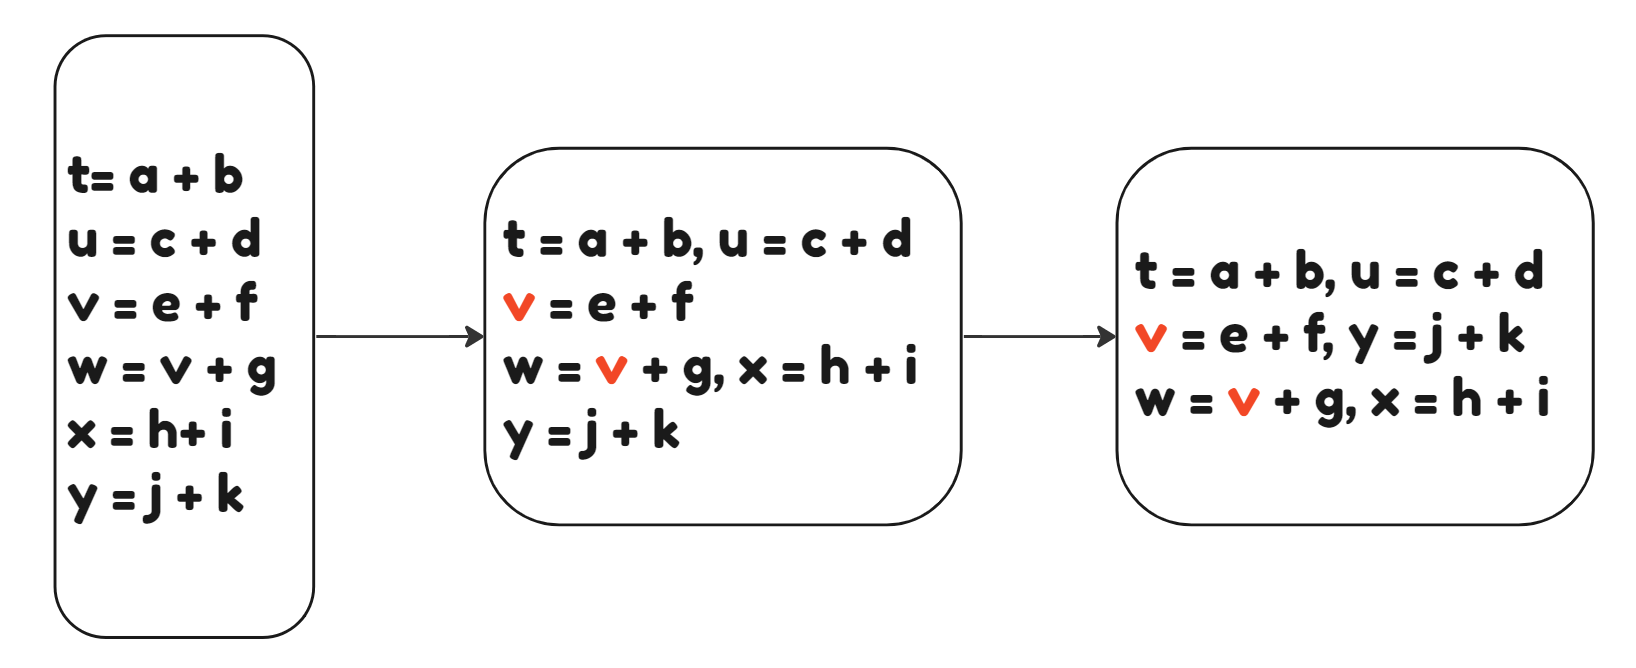 t= a + b
u = c + d
v = e + f
w = v + g
x = h+ i
y = j + k
t = a + b, u = c + d
v = e + f
w = v + g, x = h + i
y = j + k
t = a + b, u = c + d
v = e + f, y = j + k
w = v + g, x = h + i